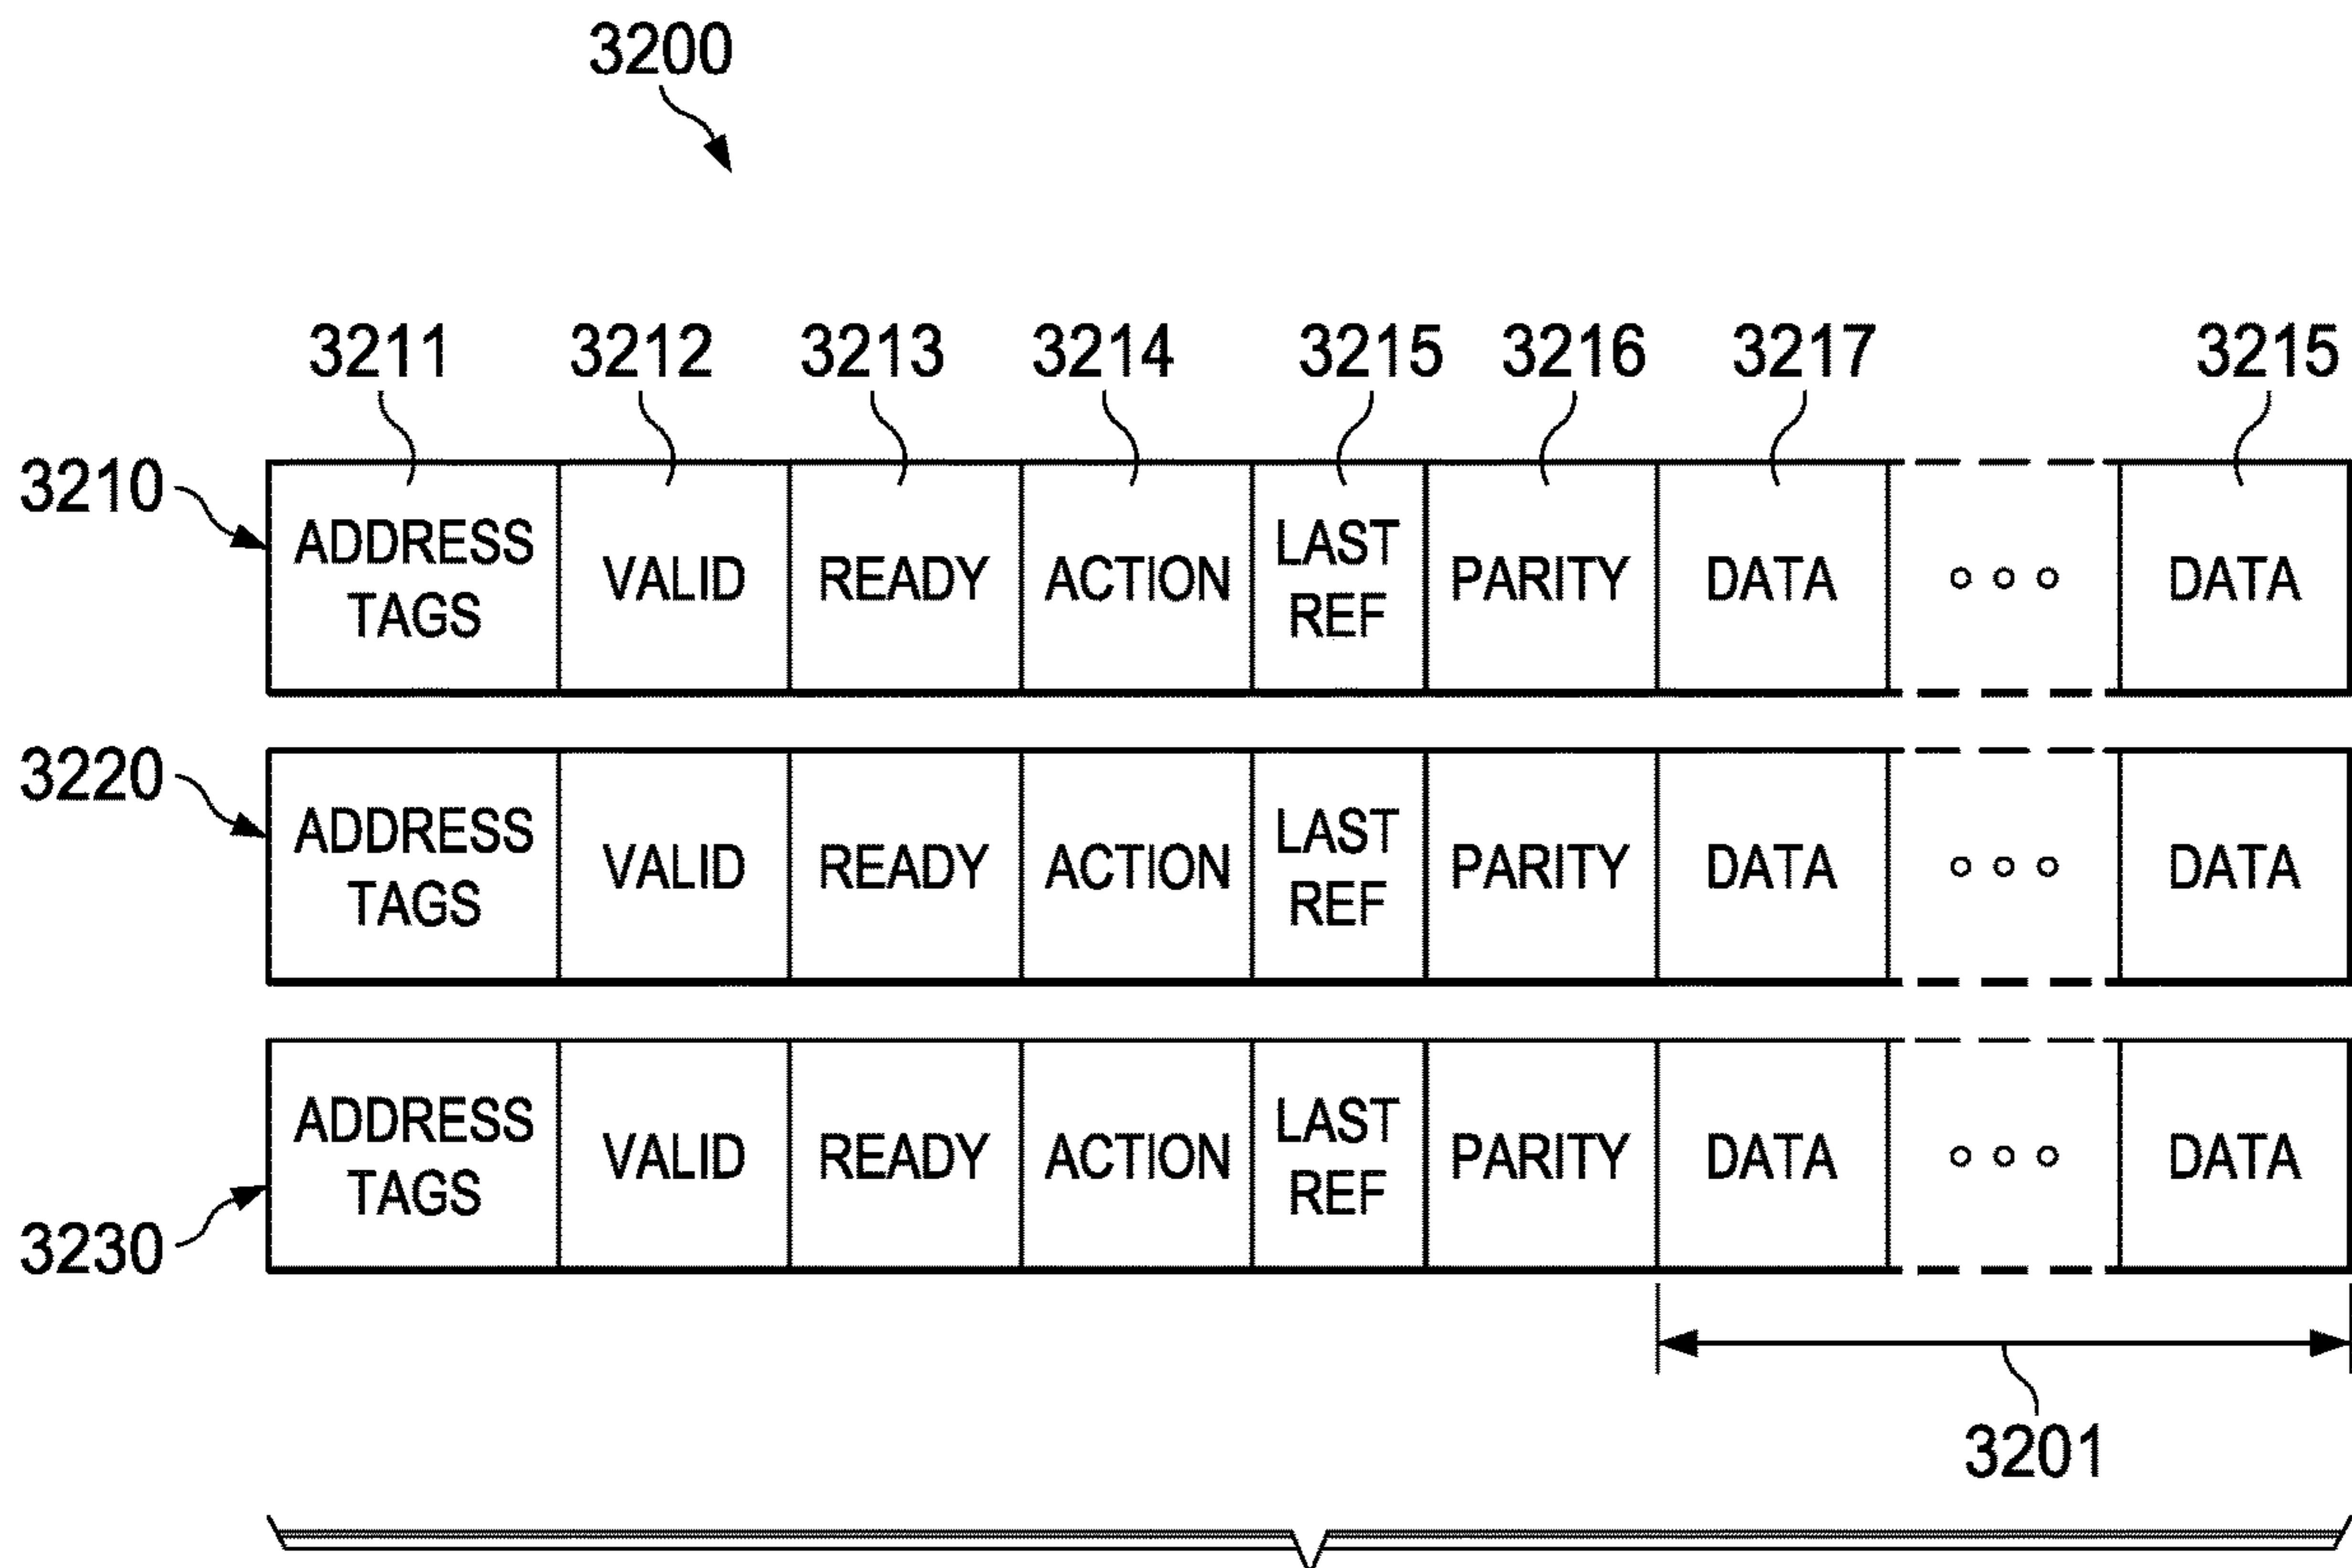 3200
3211 3212 3213 3214 3215 3216 3217 3215
3210
ADDRESS TAGS VALID READY ACTION LAST REF PARITY DATA DATA
3220
ADDRESS TAGS VALID READY ACTION LAST REF PARITY DATA DATA
3230
ADDRESS TAGS VALID READY ACTION LAST REF PARITY DATA DATA
3201